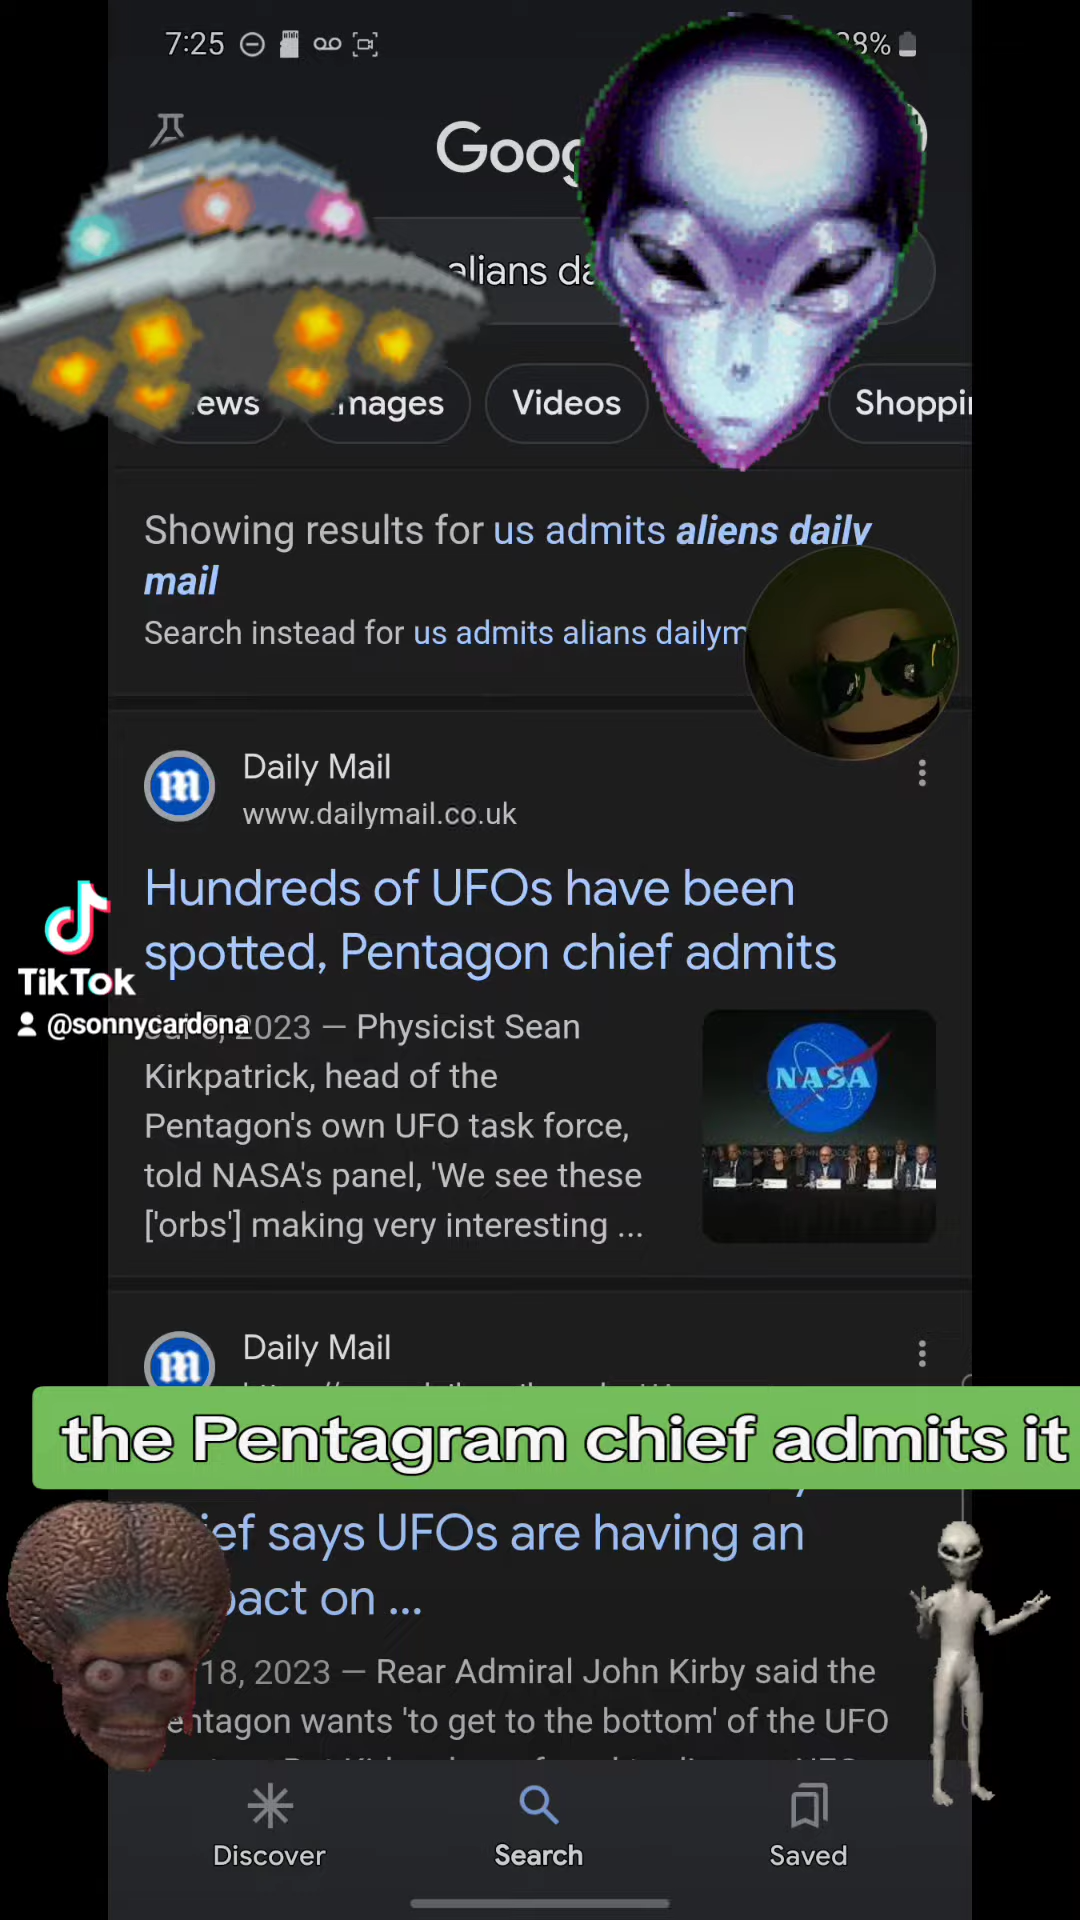 7:25
38%
Goog
alians da
ews
mages
Videos
Shoppin
Showing results for us admits aliens daily
mail
Search instead for us admits alians dailym
Daily Mail
www.dailymail.co.uk
Hundreds of UFOs have been
spotted, Pentagon chief admits
TikTok
@sonnycardona
2023 — Physicist Sean
Kirkpatrick, head of the
Pentagon's own UFO task force,
told NASA's panel, 'We see these
['orbs'] making very interesting ...
NASA
Daily Mail
the Pentagram chief admits it
ief says UFOs are having an
pact on ...
18, 2023 — Rear Admiral John Kirby said the
entagon wants 'to get to the bottom' of the UFO
Discover
Search
Saved